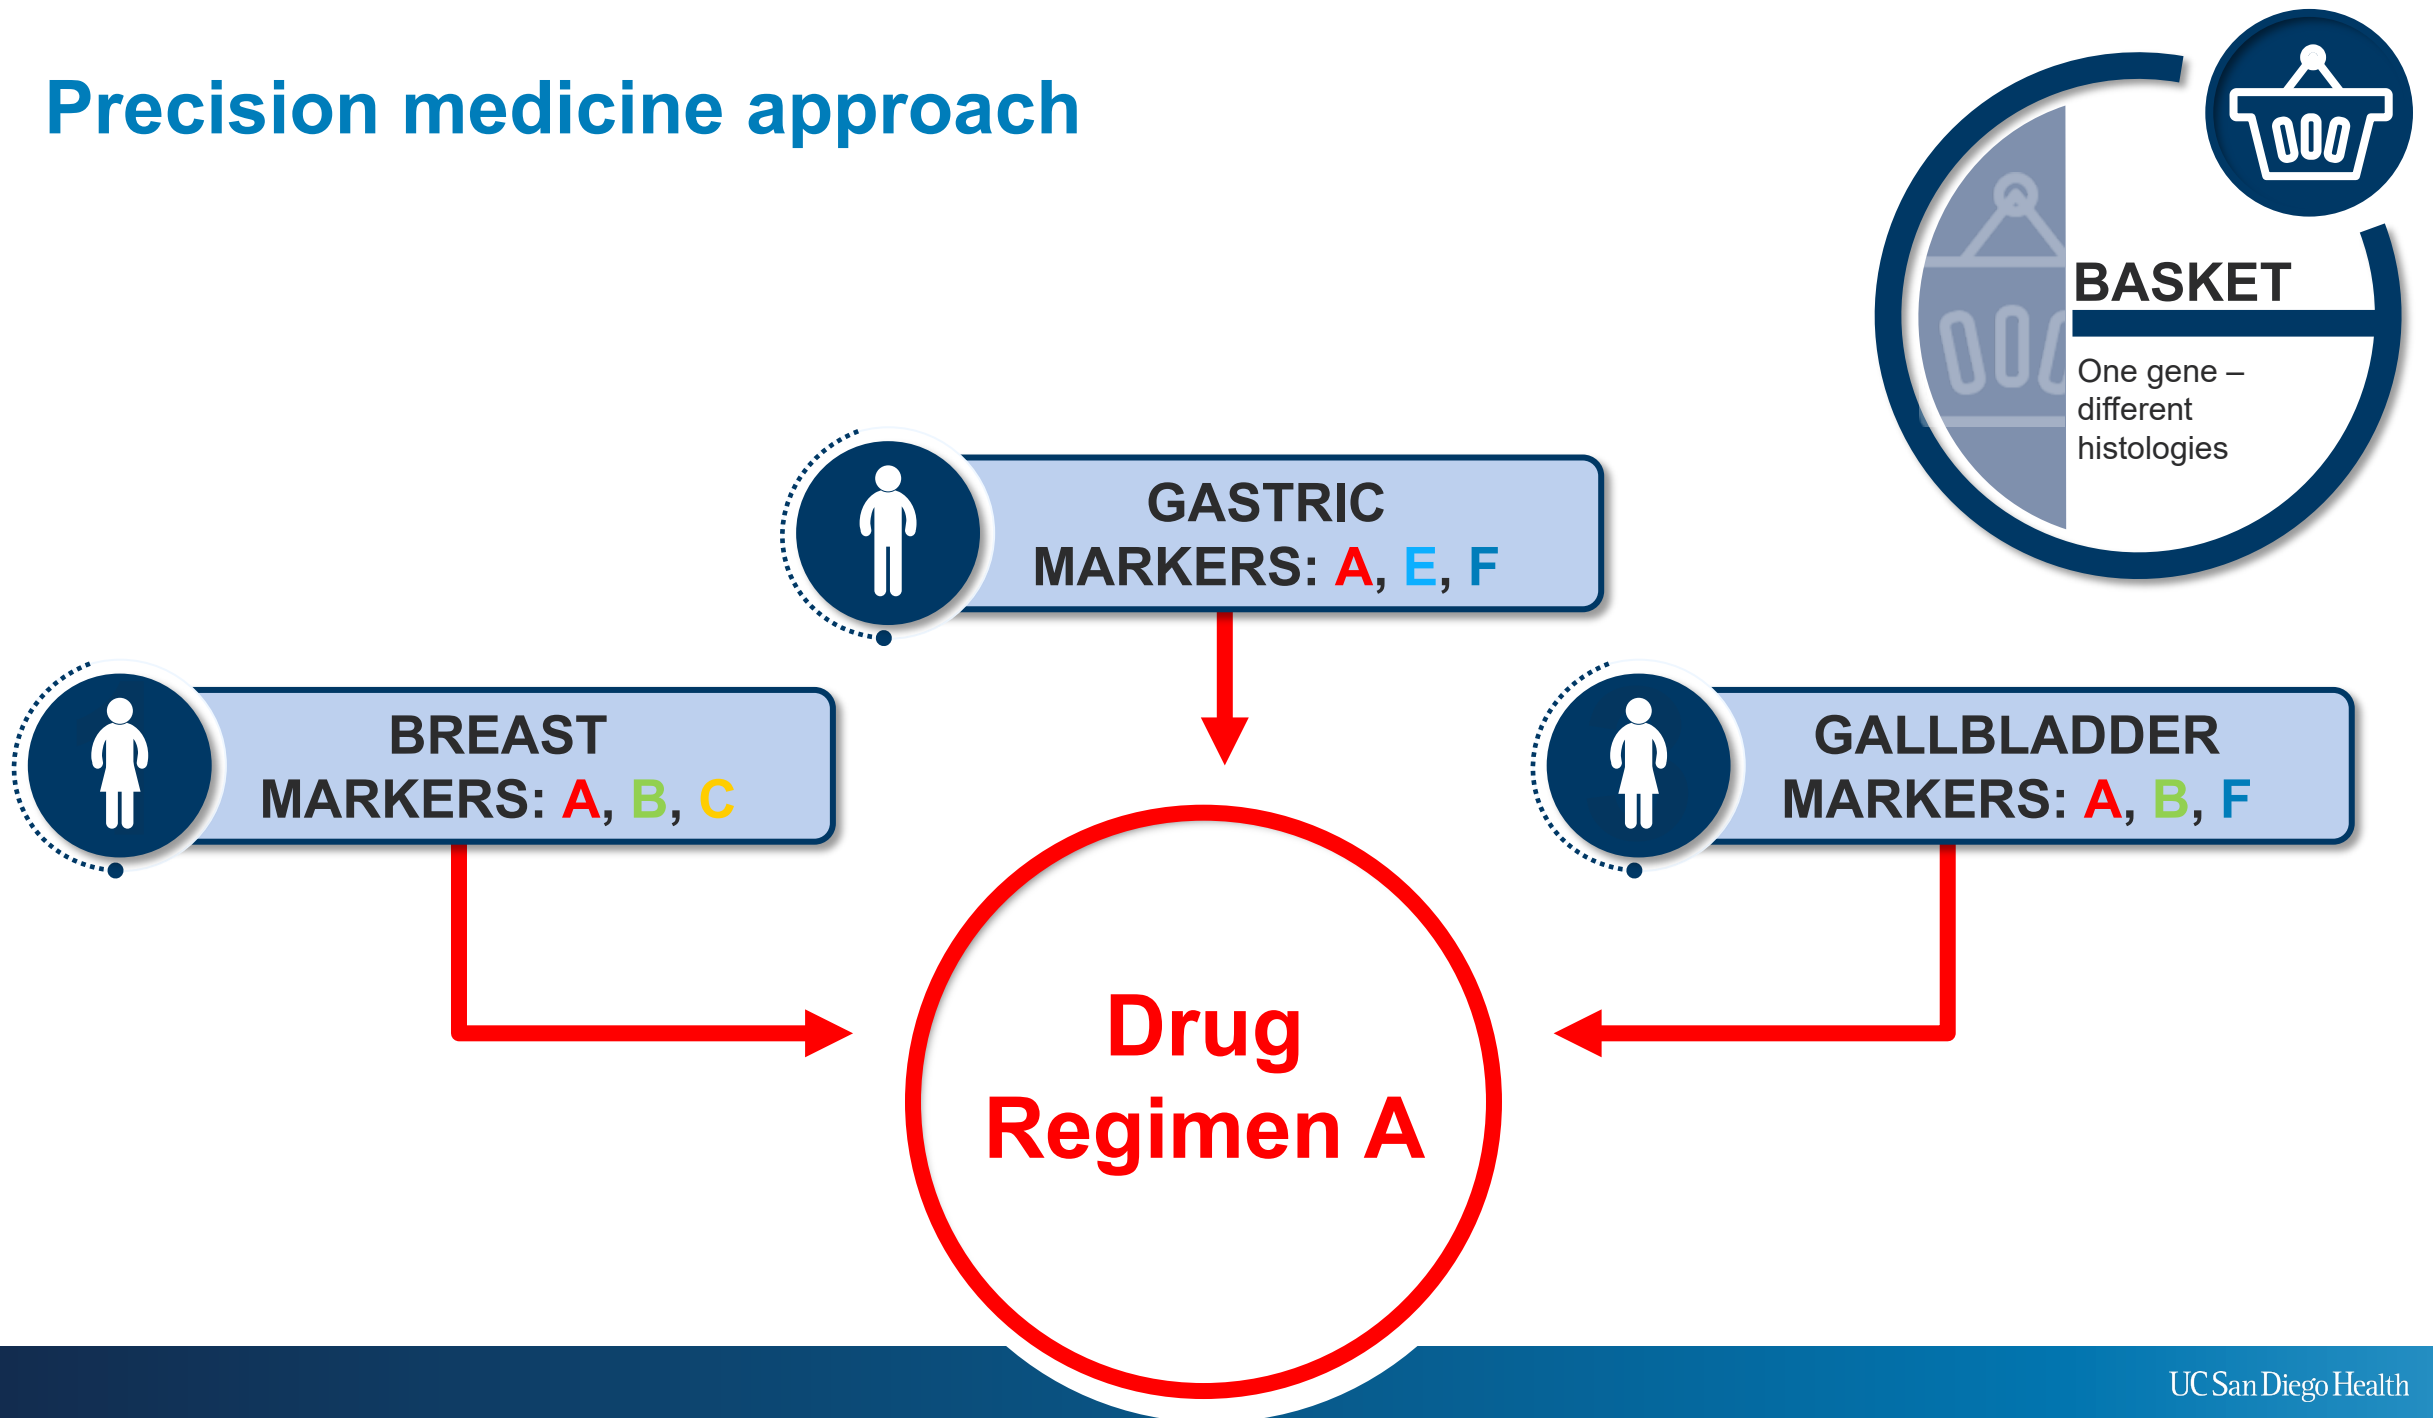 Precision medicine approach
BASKET
One gene –
different
histologies
GASTRIC
MARKERS: A, E, F
BREAST
MARKERS: A, B, C
GALLBLADDER
MARKERS: A, B, F
Drug
Regimen A
UC San Diego Health